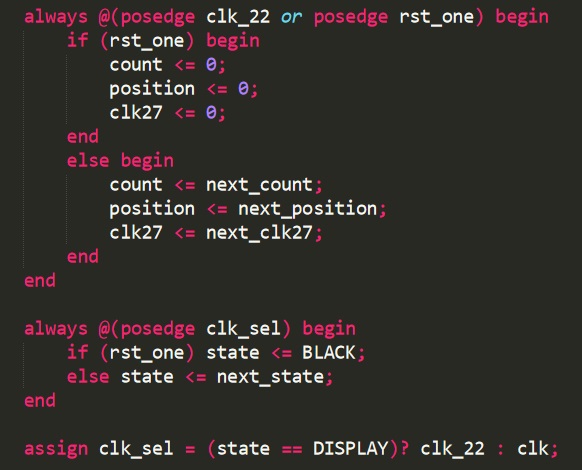 always @(posedge clk_22 or posedge rst_one) begin
if (rst_one) begin
count <= 0;
position <= 0;
clk27 <= 0;
end
else begin
count <= next_count;
position <= next_position;
clk27 <= next_clk27;
end
end
always @(posedge clk_sel) begin
if (rst_one) state <= BLACK;
else state <= next_state;
end
assign clk_sel = (state == DISPLAY)? clk_22 : clk;